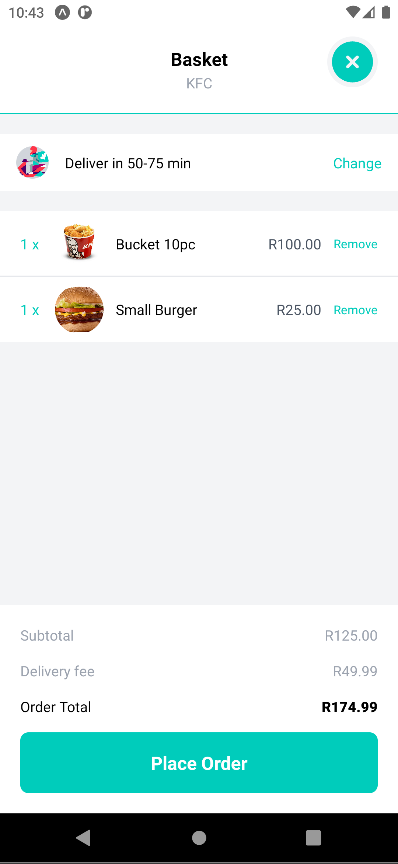 10:43
Basket
KFC
Deliver in 50-75 min Change
1 x Bucket 10pc R100.00 Remove
1 x Small Burger R25.00 Remove
Subtotal R125.00
Delivery fee R49.99
Order Total R174.99
Place Order